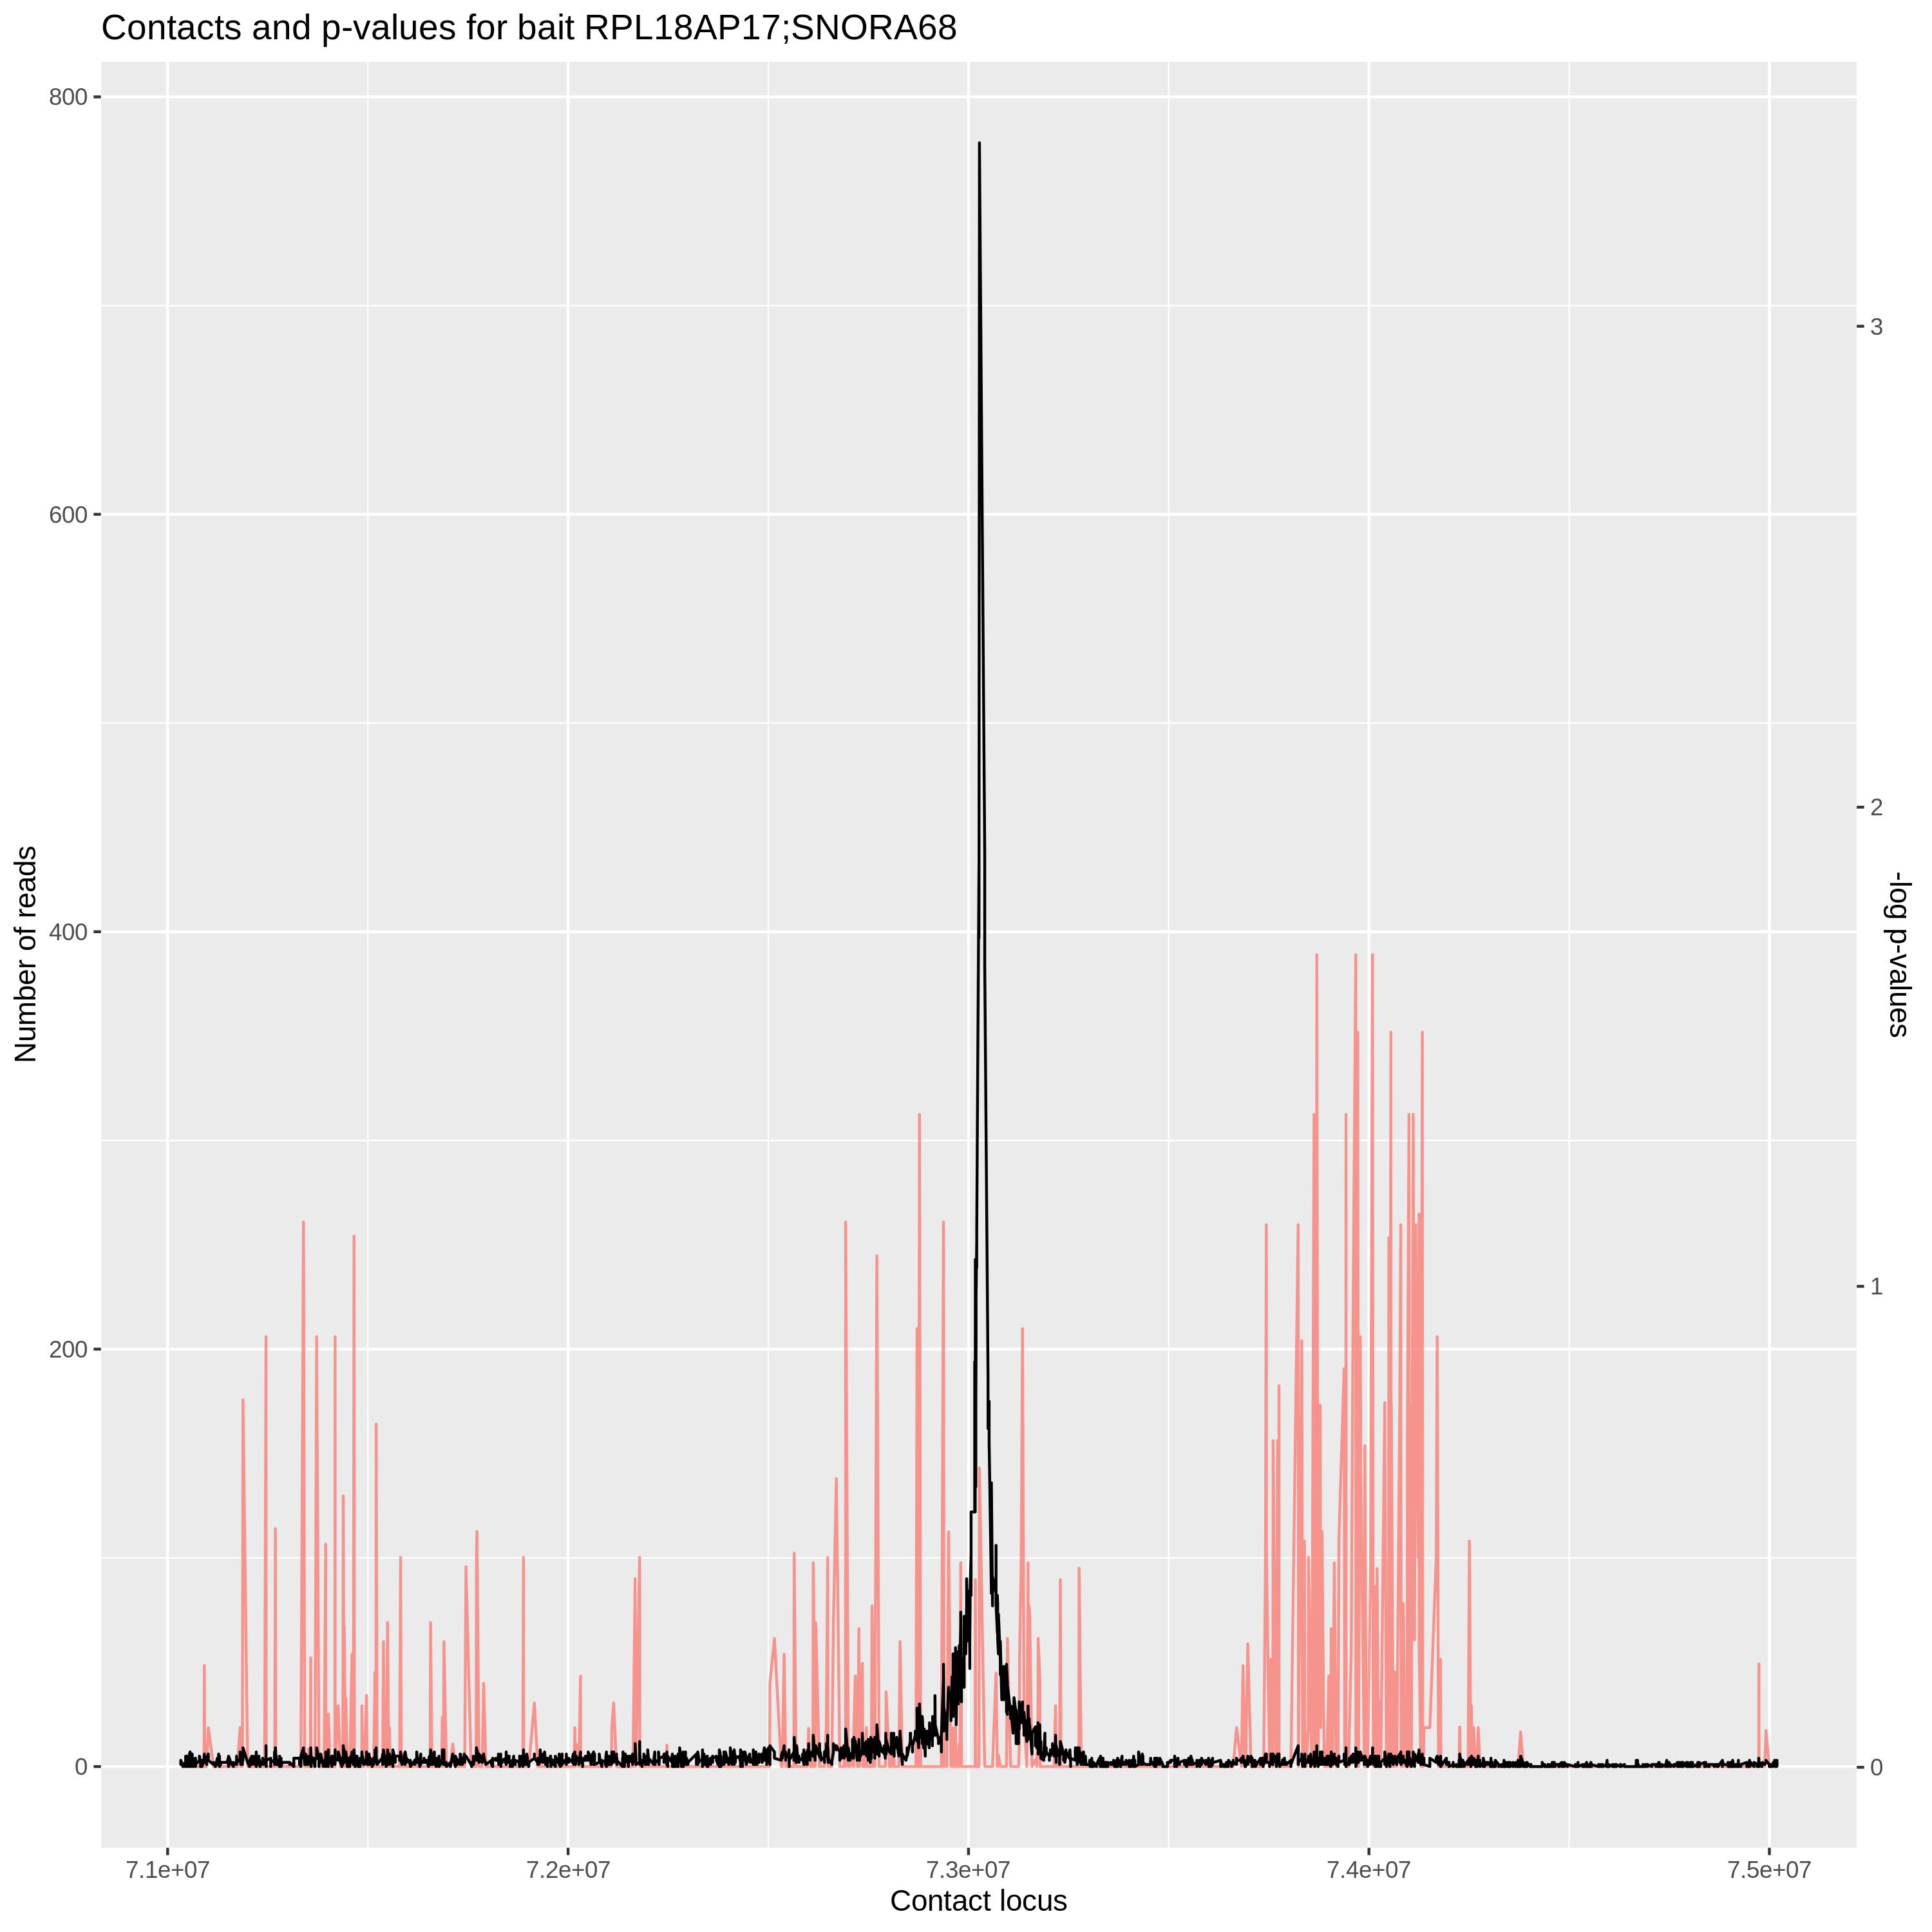 Contacts and p-values for bait RPL18AP17;SNORA68
800
600
400
200
0
Number of reads
3
2
1
0
-log p-values
7.1e+07 7.2e+07 7.3e+07 7.4e+07 7.5e+07
Contact locus